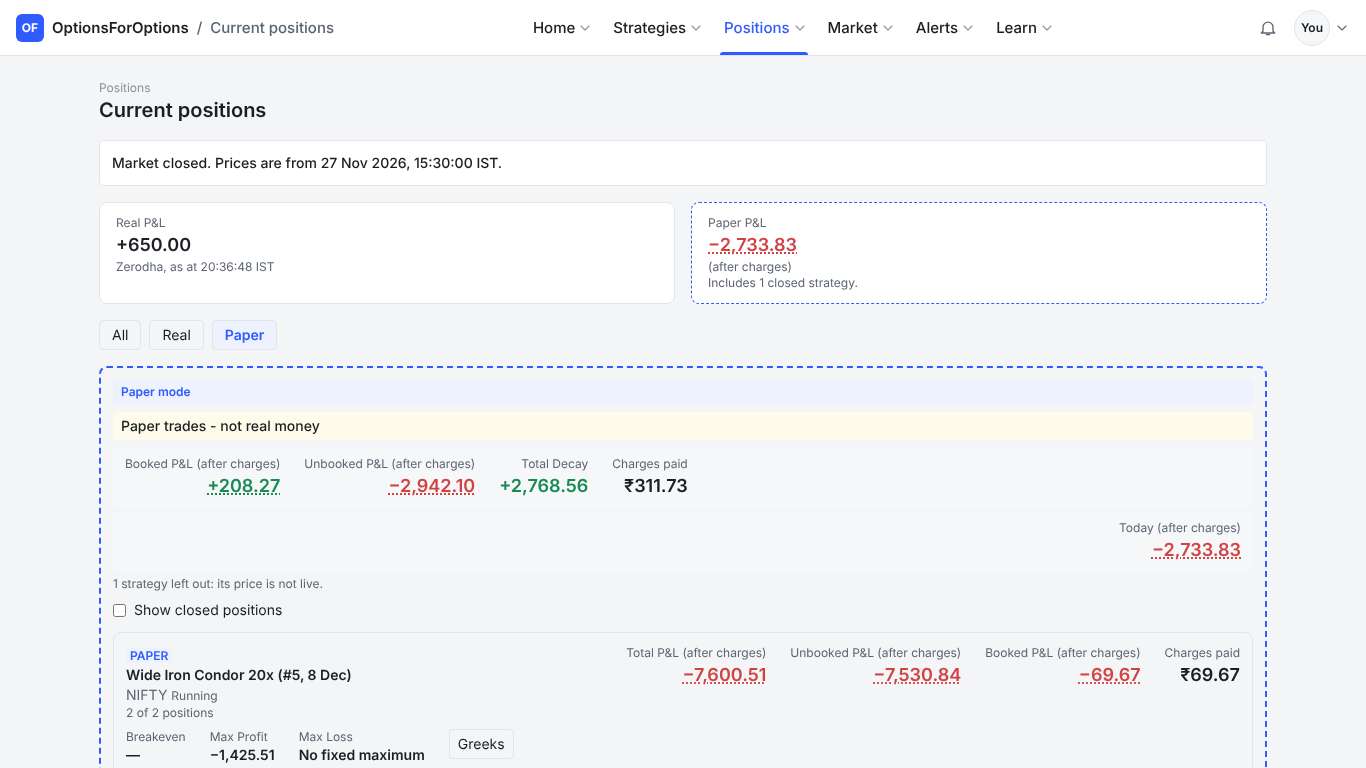 OF OptionsForOptions / Current positions Home Strategies Positions Market Alerts Learn You
Positions
Current positions
Market closed. Prices are from 27 Nov 2026, 15:30:00 IST.
Real P&L
+650.00
Zerodha, as at 20:36:48 IST
Paper P&L
−2,733.83
(after charges)
Includes 1 closed strategy.
All Real Paper
Paper mode
Paper trades - not real money
Booked P&L (after charges) Unbooked P&L (after charges) Total Decay Charges paid
+208.27 −2,942.10 +2,768.56 ₹311.73
Today (after charges)
−2,733.83
1 strategy left out: its price is not live.
Show closed positions
PAPER
Wide Iron Condor 20x (#5, 8 Dec)
NIFTY Running
2 of 2 positions
Total P&L (after charges) Unbooked P&L (after charges) Booked P&L (after charges) Charges paid
−7,600.51 −7,530.84 −69.67 ₹69.67
Breakeven Max Profit Max Loss
— −1,425.51 No fixed maximum
Greeks